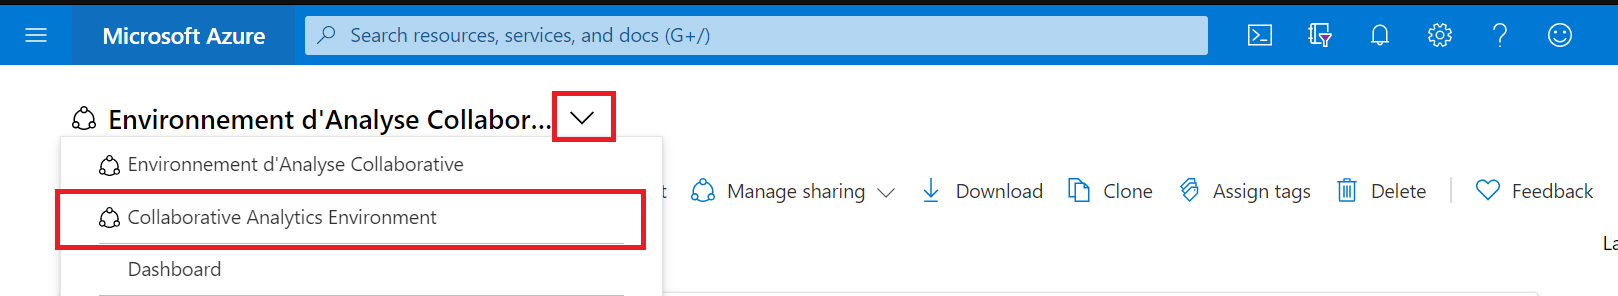 Microsoft Azure
Search resources, services, and docs (G+/)
Environnement d'Analyse Collabor...
Environnement d'Analyse Collaborative
Collaborative Analytics Environment
Dashboard
t Manage sharing Download Clone Assign tags Delete Feedback
La